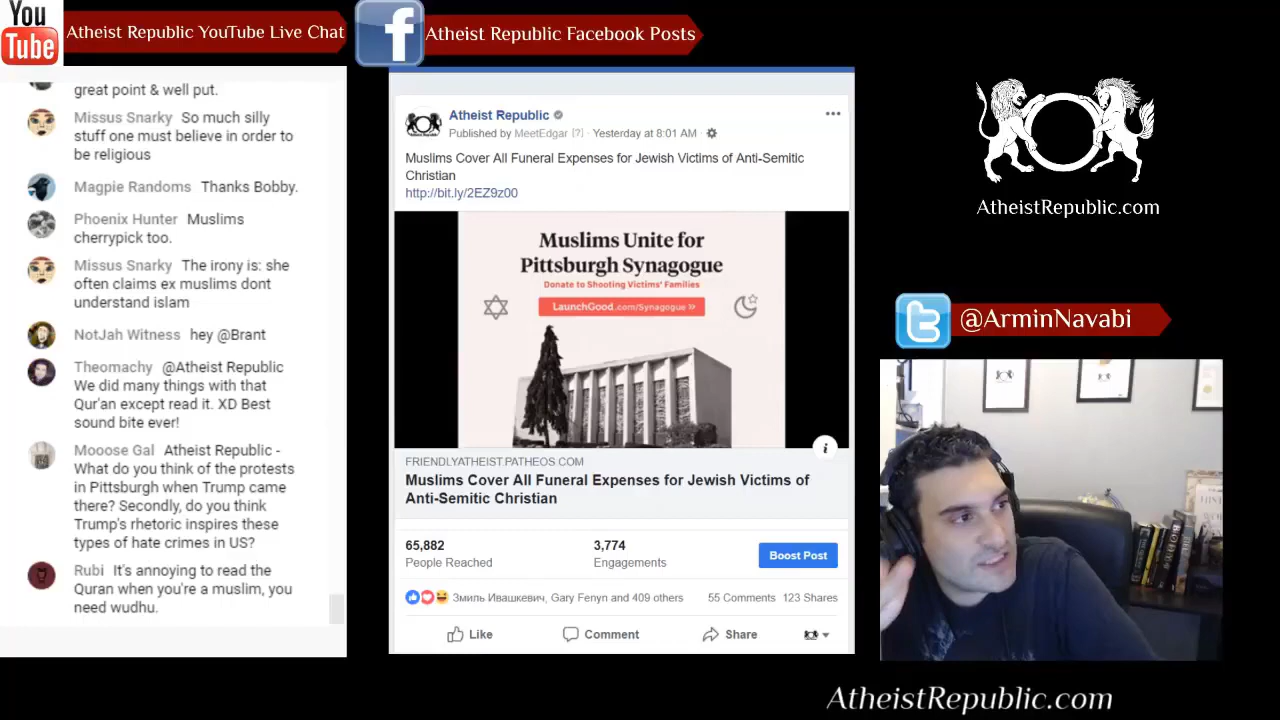 You
Tube
Atheist Republic YouTube Live Chat
f
Atheist Republic Facebook Posts
great point & well put.
Missus Snarky So much silly
stuff one must believe in order to
be religious
Magpie Randoms Thanks Bobby.
Phoenix Hunter Muslims
cherrypick too.
Missus Snarky The irony is: she
often claims ex muslims dont
understand islam
NotJah Witness hey @Brant
Theomachy @Atheist Republic
We did many things with that
Qur'an except read it. XD Best
sound bite ever!
Mooose Gal Atheist Republic -
What do you think of the protests
in Pittsburgh when Trump came
there? Secondly, do you think
Trump's rhetoric inspires these
types of hate crimes in US?
Rubi It's annoying to read the
Quran when you're a muslim, you
need wudhu.
Atheist Republic
Published by MeetEdgar [?] · Yesterday at 8:01 AM ·
Muslims Cover All Funeral Expenses for Jewish Victims of Anti-Semitic
Christian
http://bit.ly/2EZ9z00
Muslims Unite for
Pittsburgh Synagogue
Donate to Shooting Victims' Families
LaunchGood.com/Synagogue »
i
FRIENDLYATHEIST.PATHEOS.COM
Muslims Cover All Funeral Expenses for Jewish Victims of
Anti-Semitic Christian
65,882
People Reached
3,774
Engagements
Boost Post
Змиль Ивашкевич, Gary Fenyn and 409 others
55 Comments 123 Shares
Like
Comment
Share
AtheistRepublic.com
@ArminNavabi
AtheistRepublic.com